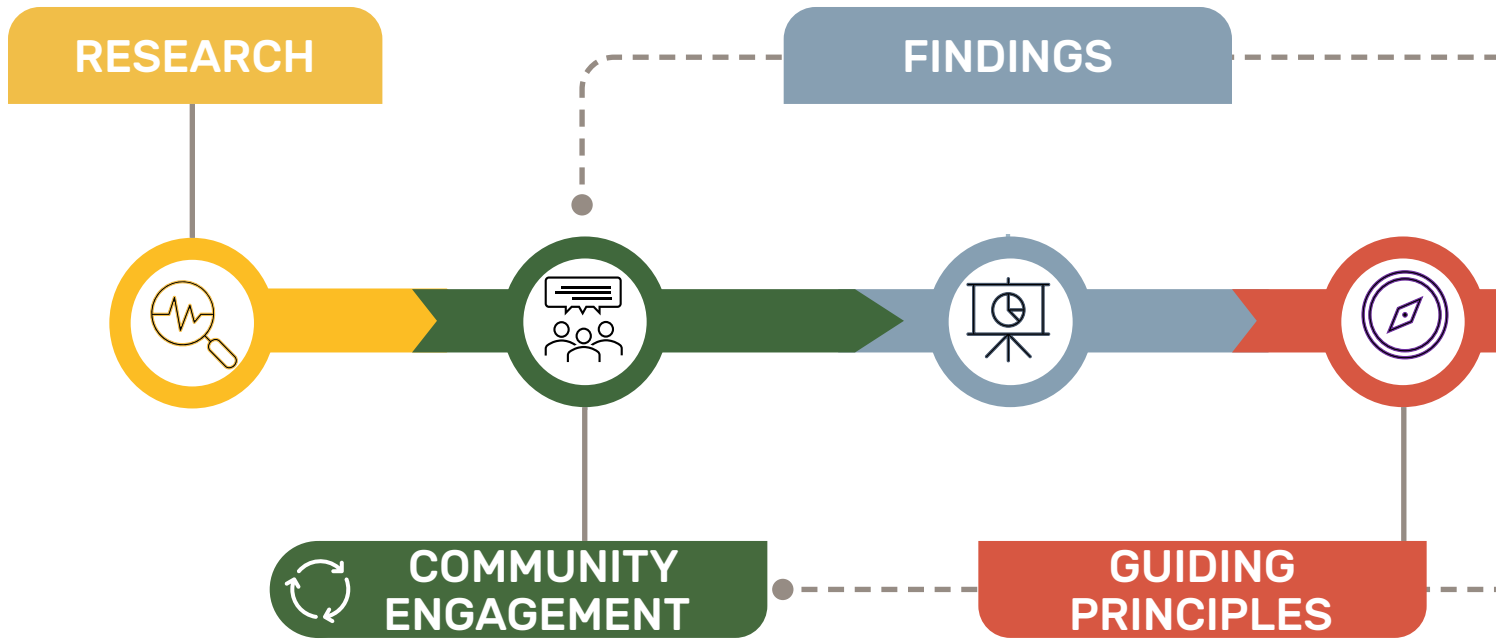 RESEARCH
FINDINGS
COMMUNITY
ENGAGEMENT
GUIDING
PRINCIPLES